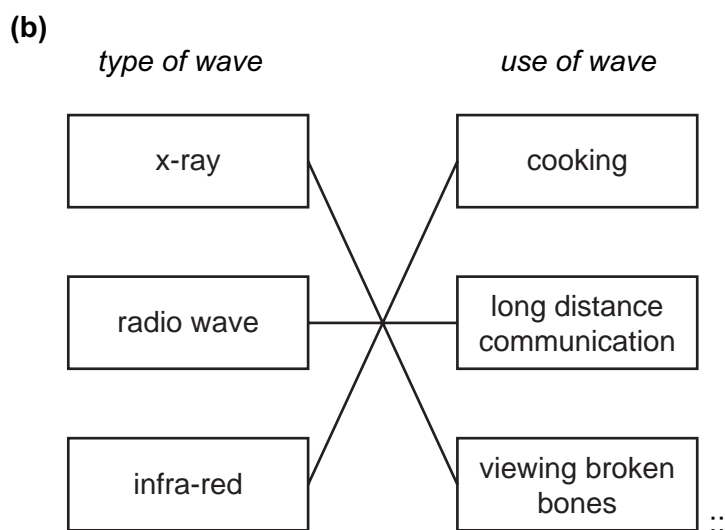 (b)
type of wave use of wave
x-ray cooking
radio wave long distance
communication
infra-red viewing broken
bones ;;